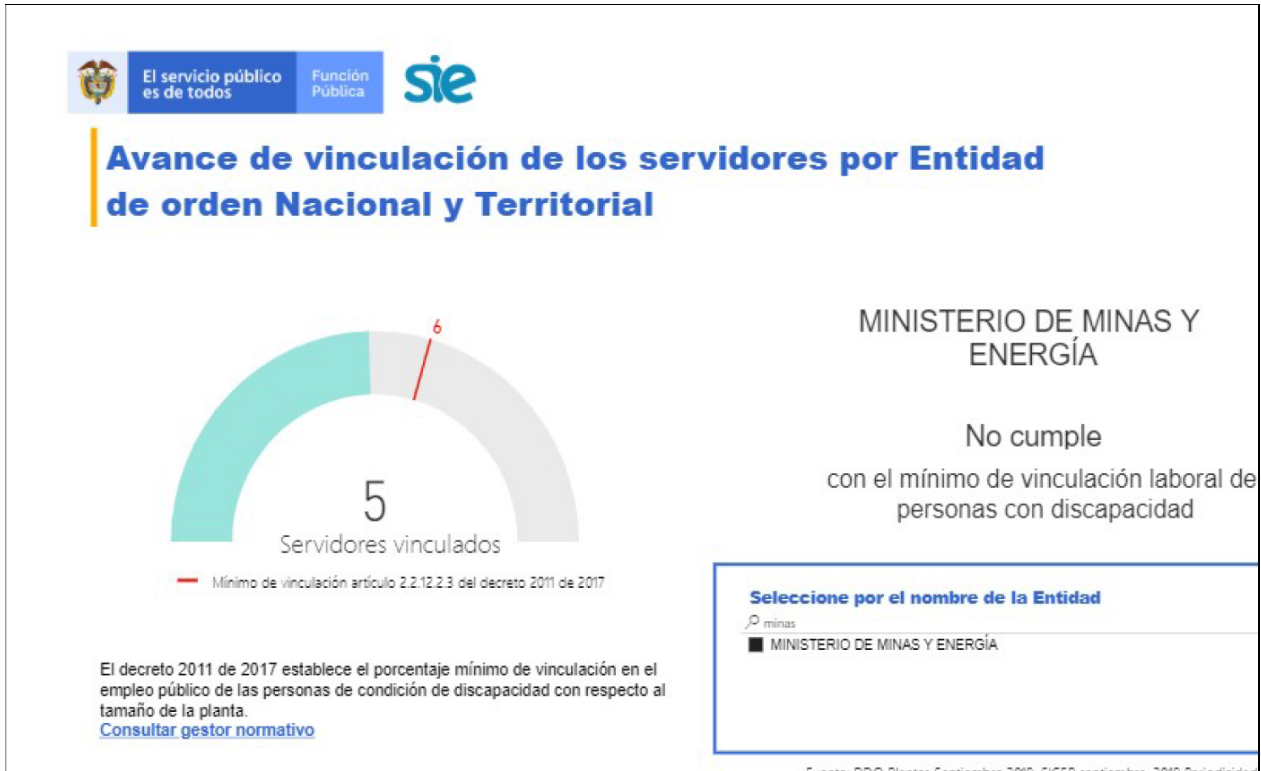 El servicio público
es de todos
Función
Pública
sie
Avance de vinculación de los servidores por Entidad
de orden Nacional y Territorial
6
5
Servidores vinculados
Mínimo de vinculación artículo 2.2.12.2.3 del decreto 2011 de 2017
El decreto 2011 de 2017 establece el porcentaje mínimo de vinculación en el
empleo público de las personas de condición de discapacidad con respecto al
tamaño de la planta.
Consultar gestor normativo
MINISTERIO DE MINAS Y
ENERGÍA
No cumple
con el mínimo de vinculación laboral de
personas con discapacidad
Seleccione por el nombre de la Entidad
minas
MINISTERIO DE MINAS Y ENERGÍA